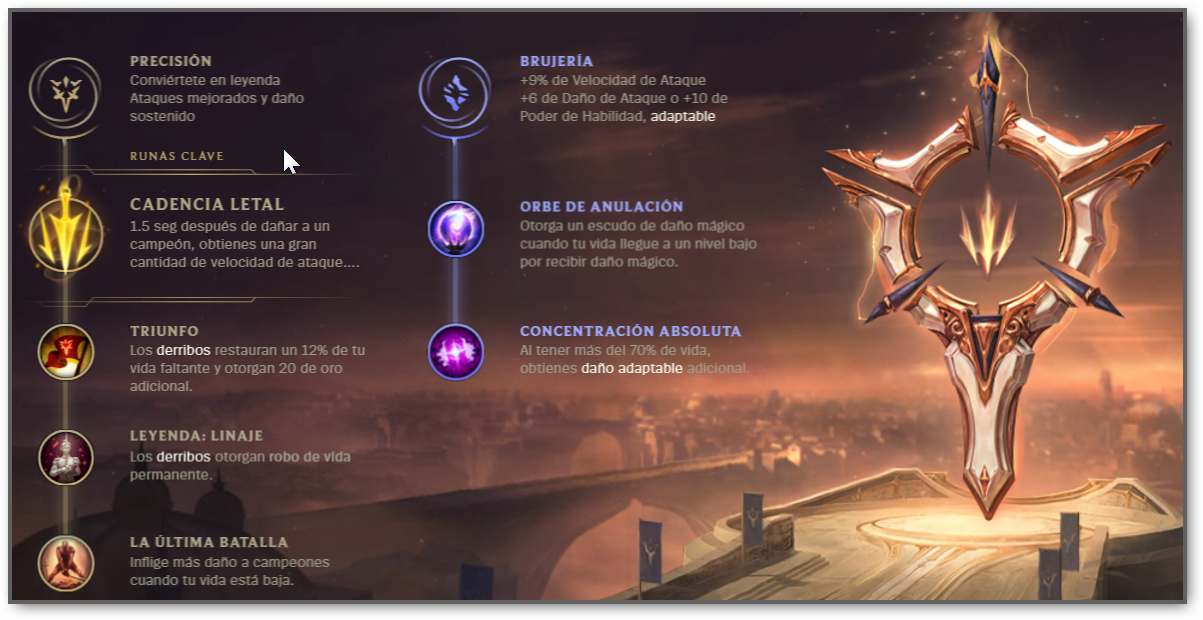 PRECISIÓN
Conviértete en leyenda
Ataques mejorados y daño
sostenido
RUNAS CLAVE
CADENCIA LETAL
1.5 seg después de dañar a un
campeón, obtienes una gran
cantidad de velocidad de ataque....
TRIUNFO
Los derribos restauran un 12% de tu
vida faltante y otorgan 20 de oro
adicional.
LEYENDA: LINAJE
Los derribos otorgan robo de vida
permanente.
LA ÚLTIMA BATALLA
Inflige más daño a campeones
cuando tu vida está baja.
BRUJERÍA
+9% de Velocidad de Ataque
+6 de Daño de Ataque o +10 de
Poder de Habilidad, adaptable
ORBE DE ANULACIÓN
Otorga un escudo de daño mágico
cuando tu vida llegue a un nivel bajo
por recibir daño mágico.
CONCENTRACIÓN ABSOLUTA
Al tener más del 70% de vida,
obtienes daño adaptable adicional.